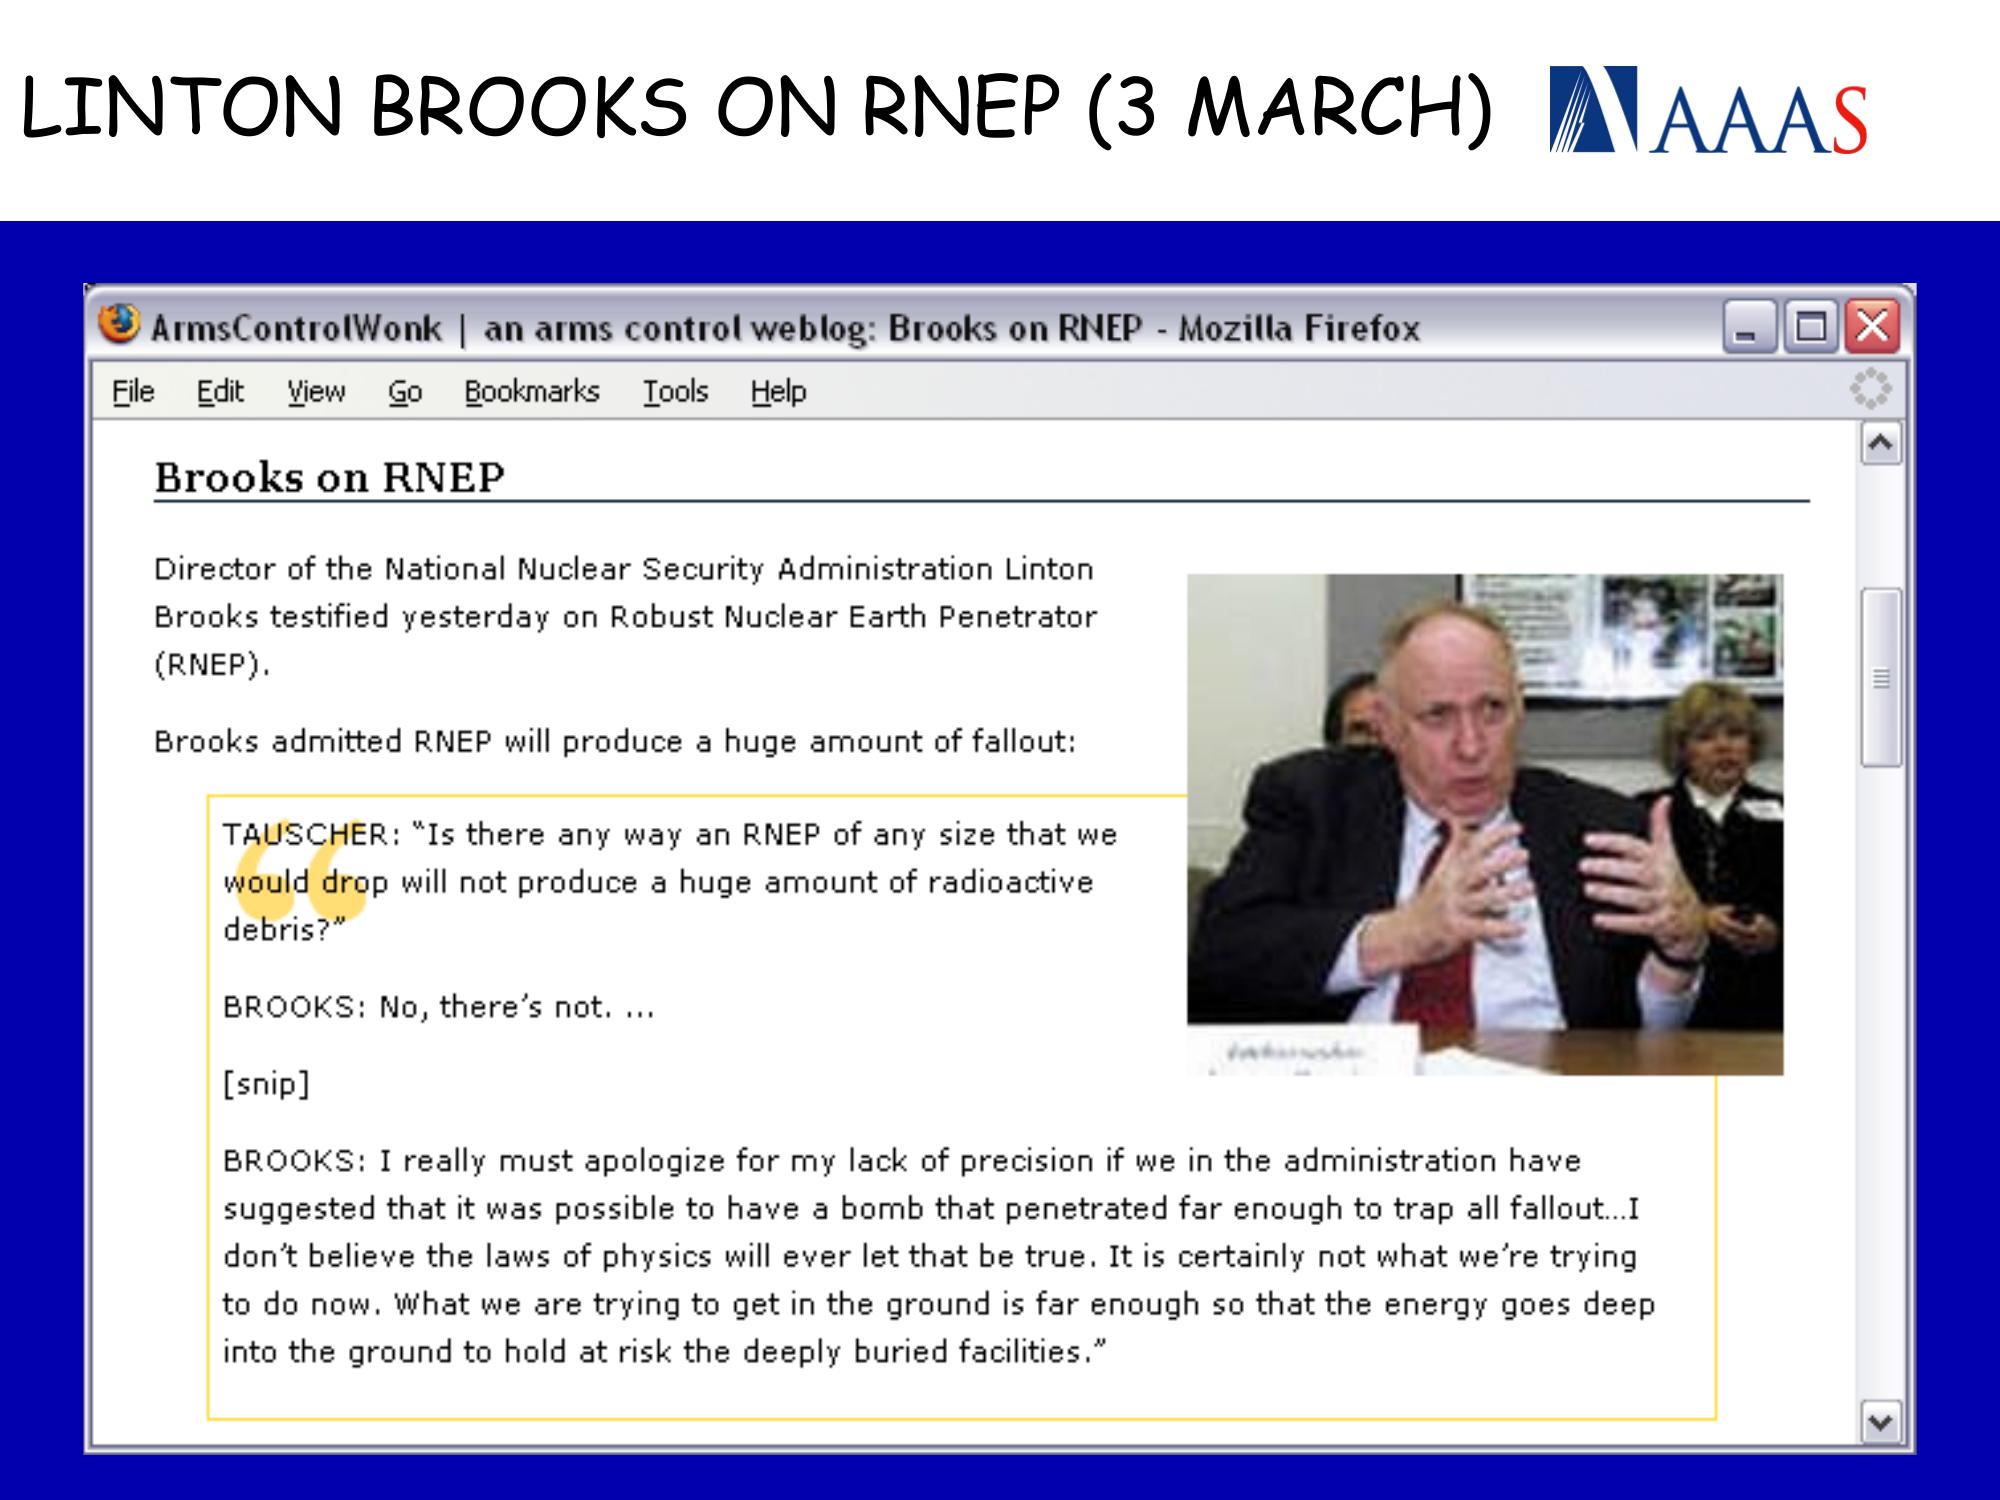 LINTON BROOKS ON RNEP (3 MARCH)
AAAS
ArmsControlWonk | an arms control weblog: Brooks on RNEP - Mozilla Firefox
File Edit View Go Bookmarks Tools Help
Brooks on RNEP
Director of the National Nuclear Security Administration Linton
Brooks testified yesterday on Robust Nuclear Earth Penetrator
(RNEP).
Brooks admitted RNEP will produce a huge amount of fallout:
TAUSCHER: “Is there any way an RNEP of any size that we
would drop will not produce a huge amount of radioactive
debris?”
BROOKS: No, there’s not. ...
[snip]
BROOKS: I really must apologize for my lack of precision if we in the administration have
suggested that it was possible to have a bomb that penetrated far enough to trap all fallout...I
don’t believe the laws of physics will ever let that be true. It is certainly not what we’re trying
to do now. What we are trying to get in the ground is far enough so that the energy goes deep
into the ground to hold at risk the deeply buried facilities.”